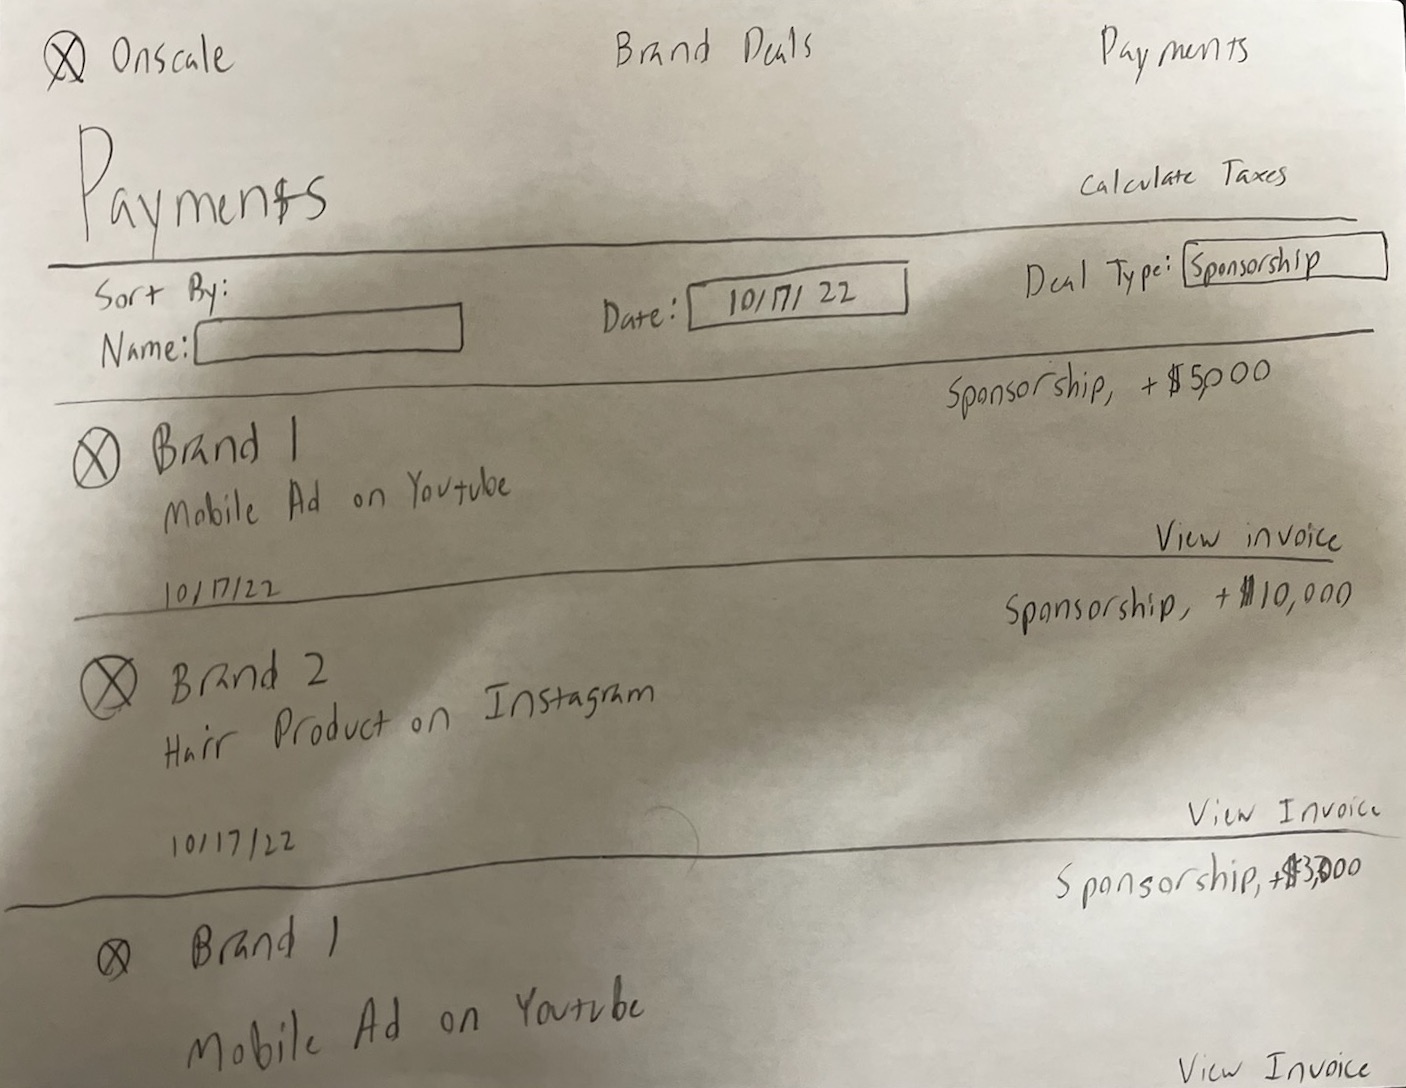 Onscale Brand Deals Payments
Payments
Calculate Taxes
Sort By:
Name: Date: 10/17/22 Deal Type: Sponsorship
Sponsorship, +$5,000
Brand 1
Mobile Ad on Youtube
View invoice
10/17/22
Sponsorship, +$10,000
Brand 2
Hair Product on Instagram
View Invoice
10/17/22
Sponsorship, +$3,000
Brand 1
Mobile Ad on Youtube
View Invoice